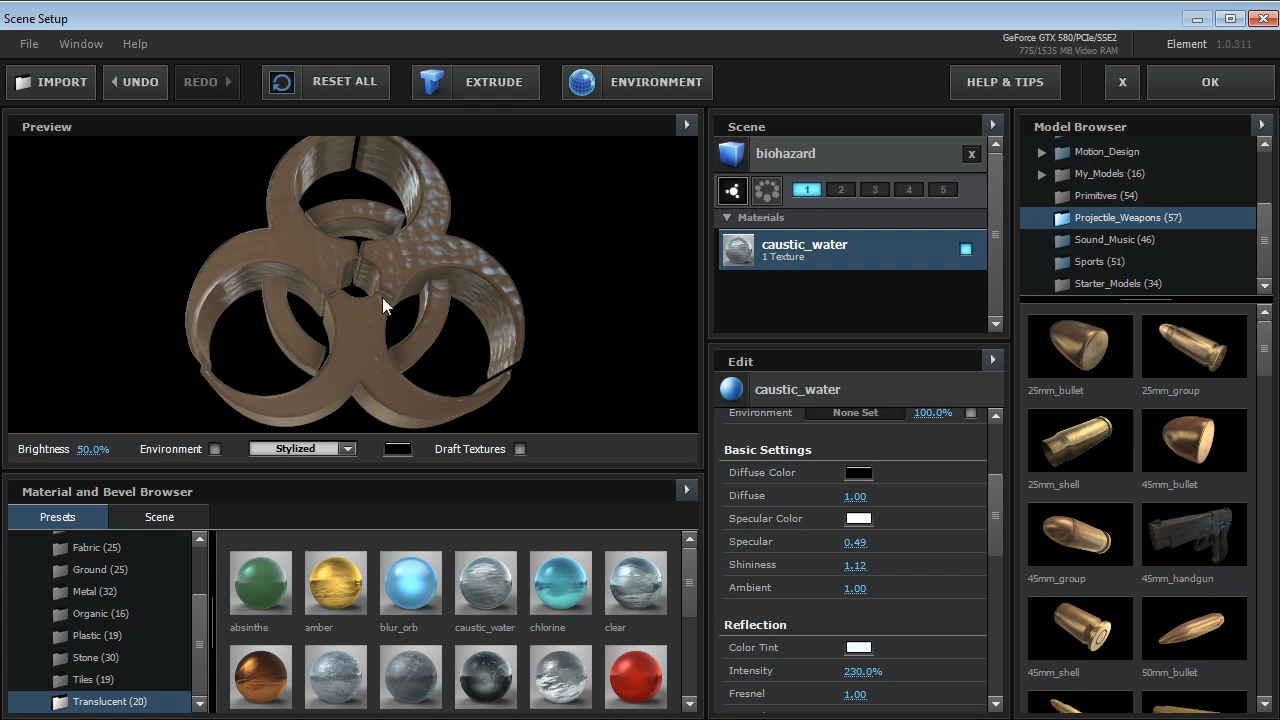 Scene Setup
File Window Help
GeForce GTX 580/PCIe/SSE2
775/1535 MB Video RAM
Element 1.0.311
IMPORT UNDO REDO RESET ALL EXTRUDE ENVIRONMENT HELP & TIPS X OK
Preview
Brightness 50.0% Environment Stylized Draft Textures
Material and Bevel Browser
Presets Scene
Fabric (25)
Ground (25)
Metal (32)
Organic (16)
Plastic (19)
Stone (30)
Tiles (19)
Translucent (20)
absinthe amber blur_orb caustic_water chlorine clear
Scene
biohazard x
1 2 3 4 5
Materials
caustic_water
1 Texture
Edit
caustic_water
Environment None Set 100.0%
Basic Settings
Diffuse Color
Diffuse 1.00
Specular Color
Specular 0.49
Shininess 1.12
Ambient 1.00
Reflection
Color Tint
Intensity 230.0%
Fresnel 1.00
Model Browser
Motion_Design
My_Models (16)
Primitives (54)
Projectile_Weapons (57)
Sound_Music (46)
Sports (51)
Starter_Models (34)
25mm_bullet 25mm_group
25mm_shell 45mm_bullet
45mm_group 45mm_handgun
45mm_shell 50mm_bullet